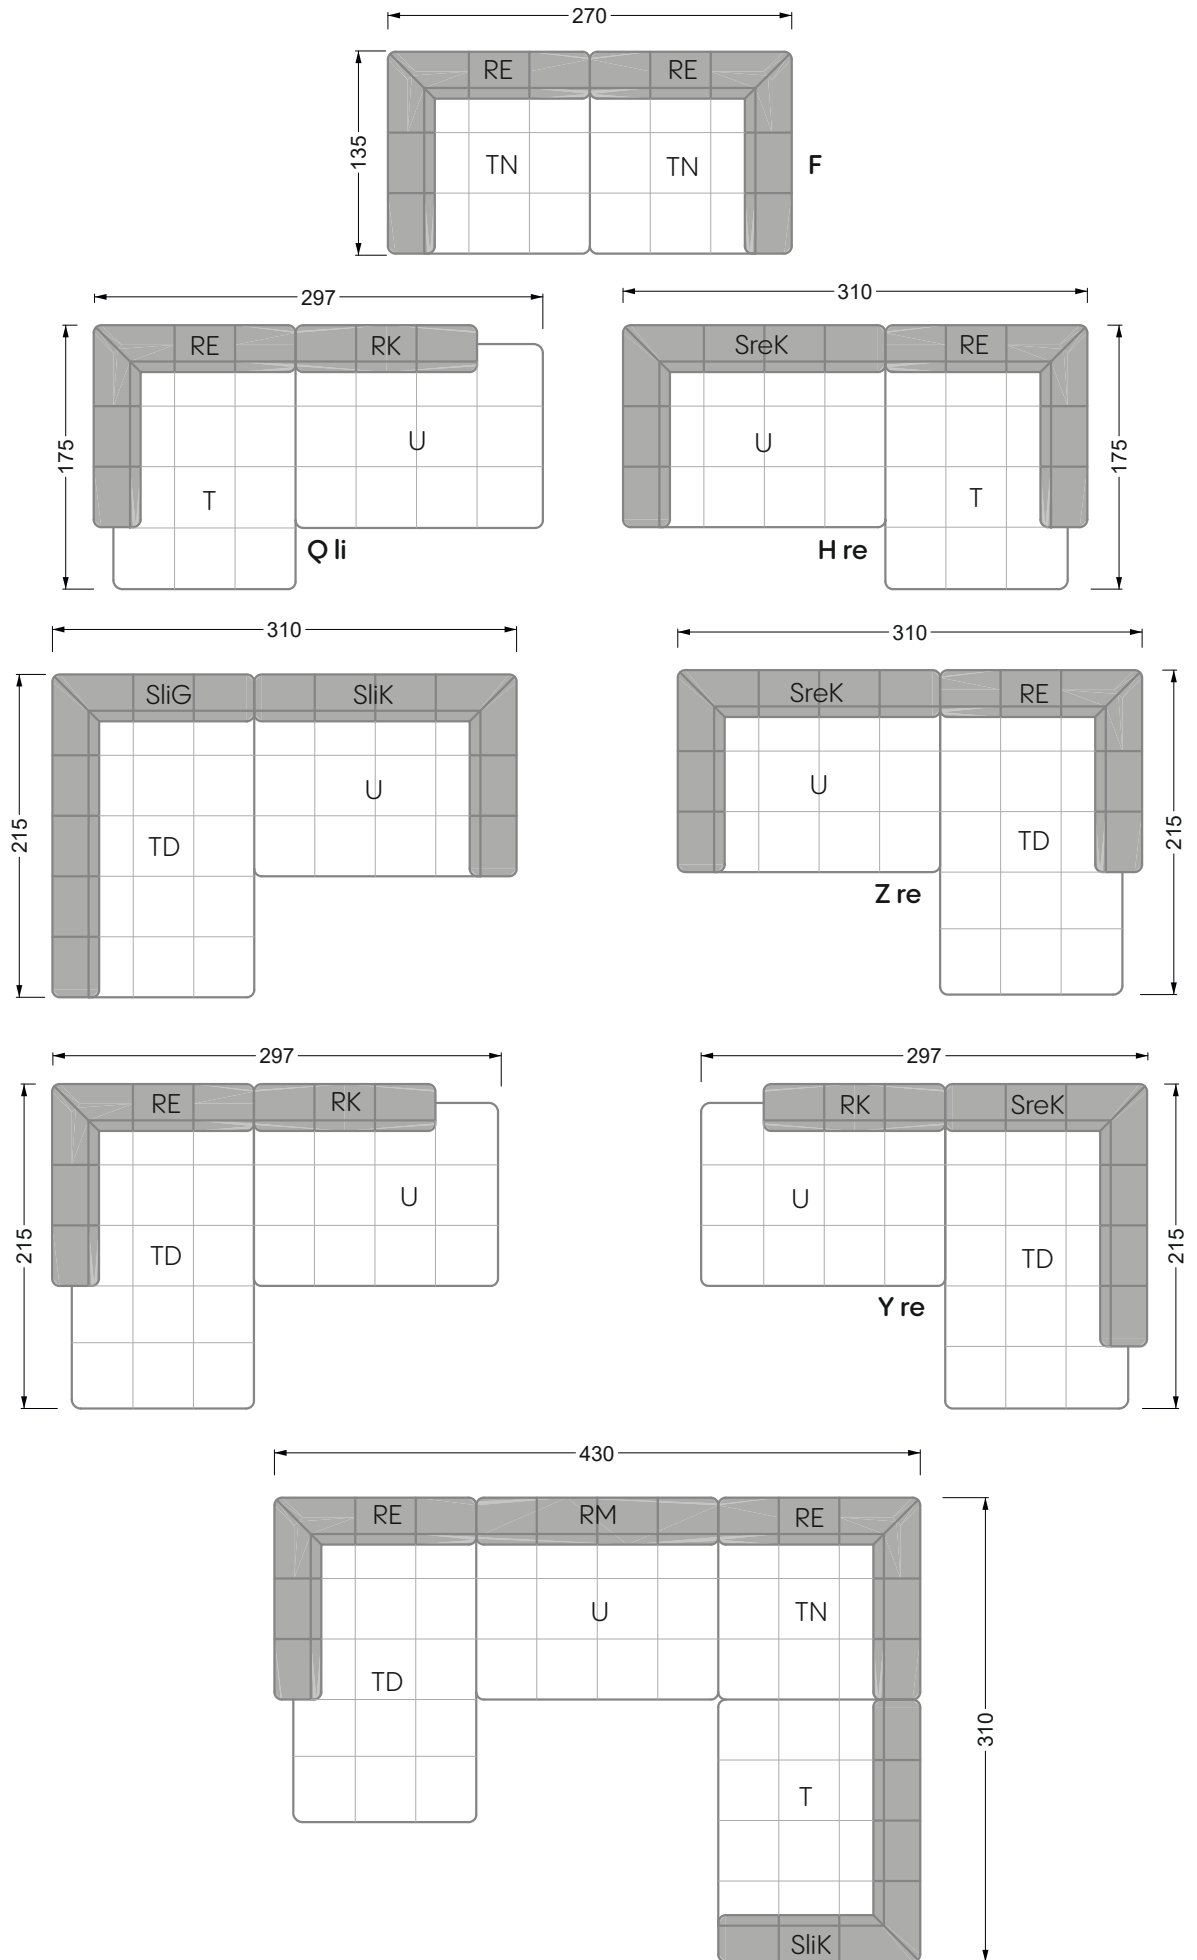 270
RE RE
135
TN TN
F
297
RE RK
175
U
T
Q li
310
SreK RE
175
U
T
H re
310
SliG SliK
215
U
TD
310
SreK RE
215
U
TD
Z re
297
RE RK
215
U
TD
297
RK SreK
215
U
TD
Y re
430
RE RM RE
310
U TN
TD
T
SliK